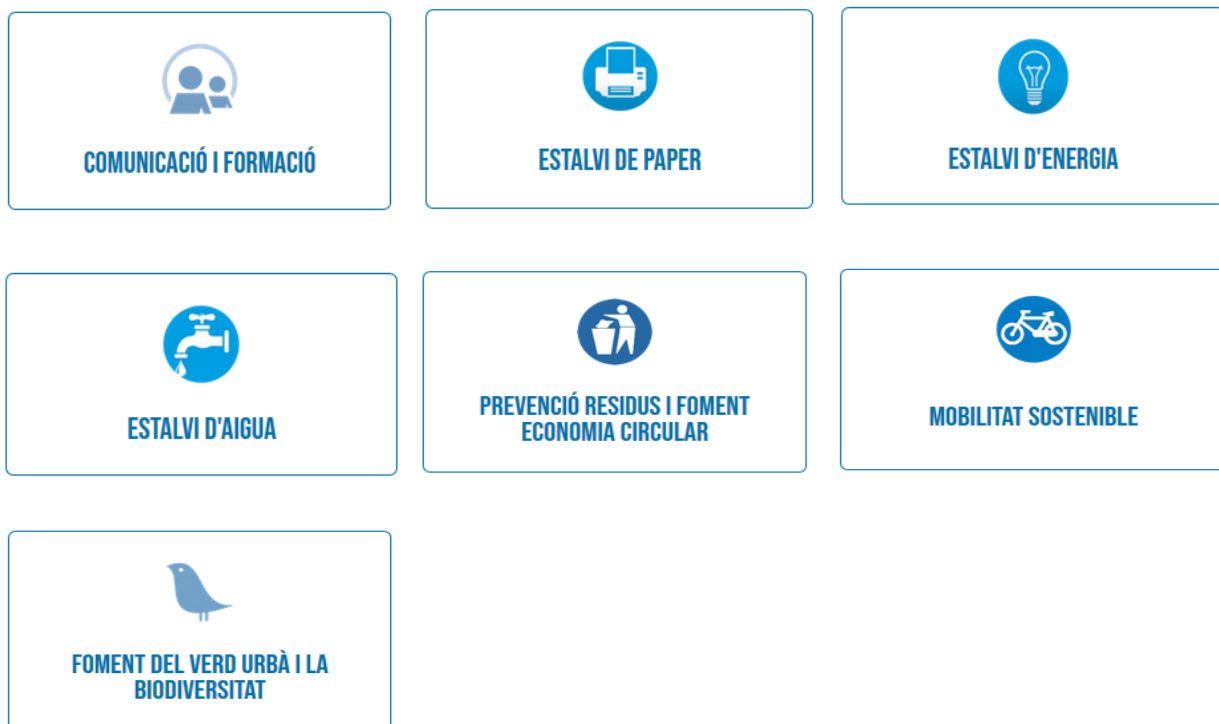 COMUNICACIÓ I FORMACIÓ
ESTALVI DE PAPER
ESTALVI D'ENERGIA
ESTALVI D'AIGUA
PREVENCIÓ RESIDUS I FOMENT
ECONOMIA CIRCULAR
MOBILITAT SOSTENIBLE
FOMENT DEL VERD URBÀ I LA
BIODIVERSITAT